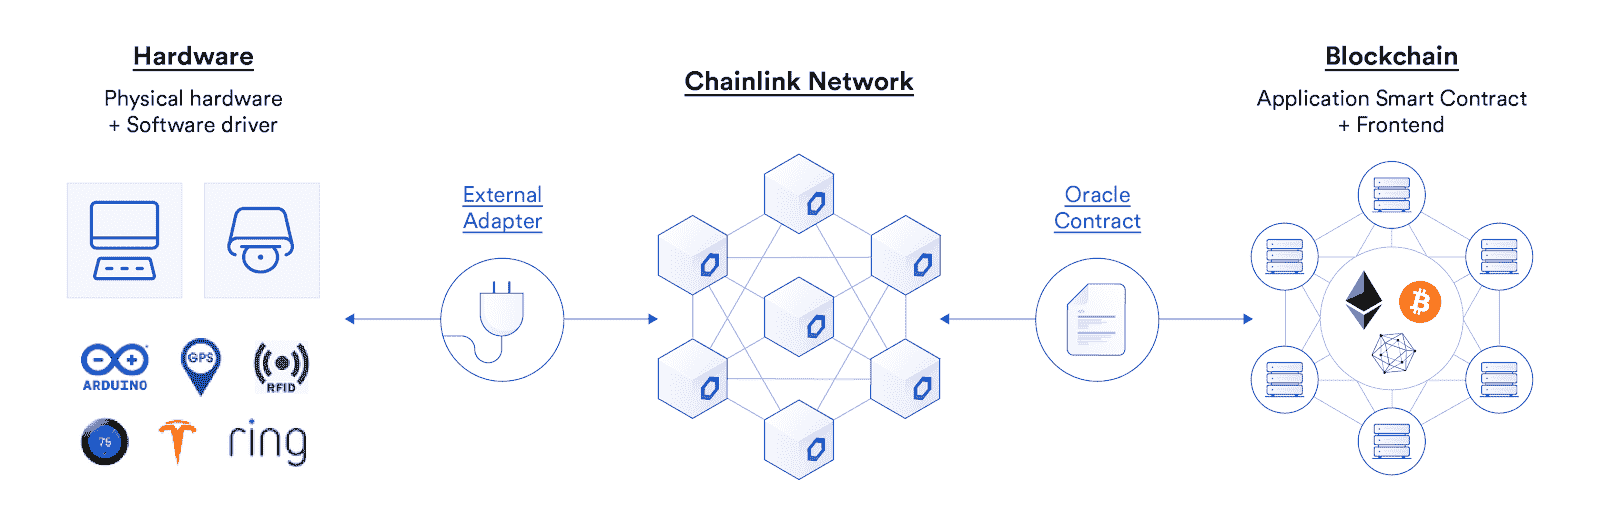 Hardware
Physical hardware
+ Software driver
ARDUINO
GPS
RFID
75
ring
External
Adapter
Chainlink Network
Oracle
Contract
Blockchain
Application Smart Contract
+ Frontend